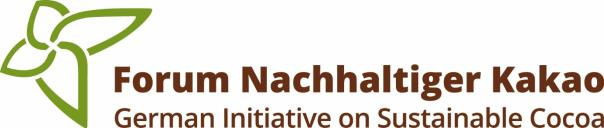 Forum Nachhaltiger Kakao
German Initiative on Sustainable Cocoa